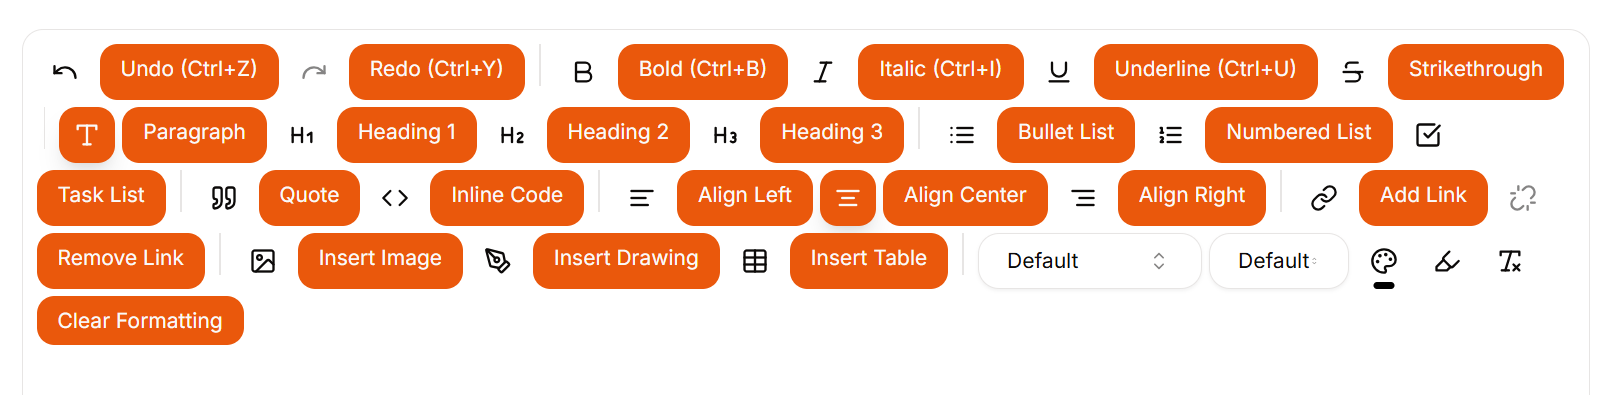 Undo (Ctrl+Z) Redo (Ctrl+Y) B Bold (Ctrl+B) I Italic (Ctrl+I) U Underline (Ctrl+U) S Strikethrough
T Paragraph H1 Heading 1 H2 Heading 2 H3 Heading 3 Bullet List Numbered List
Task List Quote Inline Code Align Left Align Center Align Right Add Link
Remove Link Insert Image Insert Drawing Insert Table Default Default
Clear Formatting